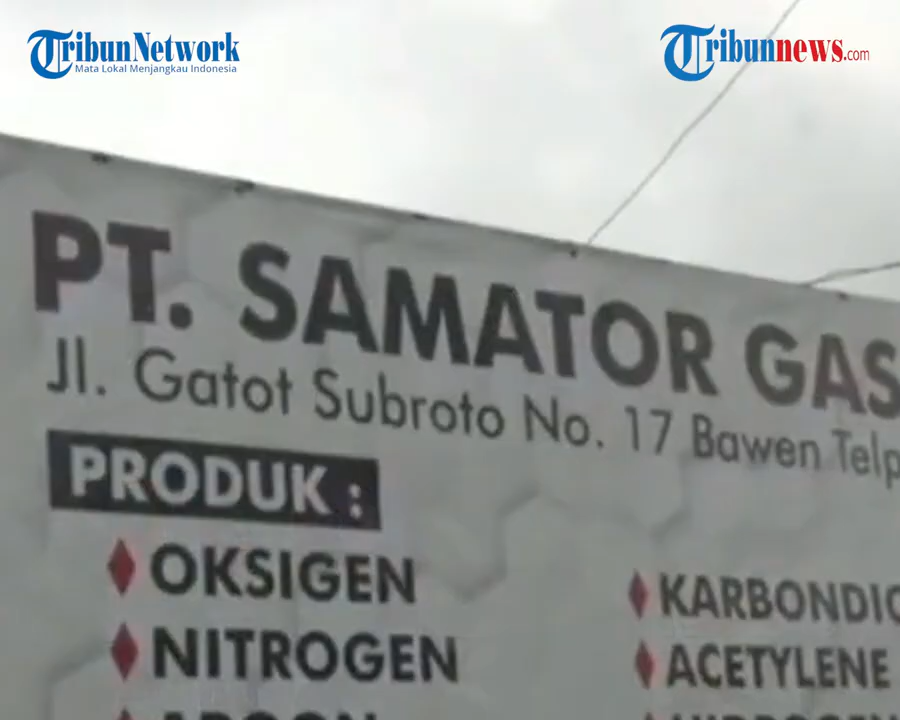 TribunNetwork
Mata Lokal Menjangkau Indonesia
Tribunnews.com
PT. SAMATOR GAS
Jl. Gatot Subroto No. 17 Bawen Telp
PRODUK :
OKSIGEN
NITROGEN
KARBONDIO
ACETYLENE